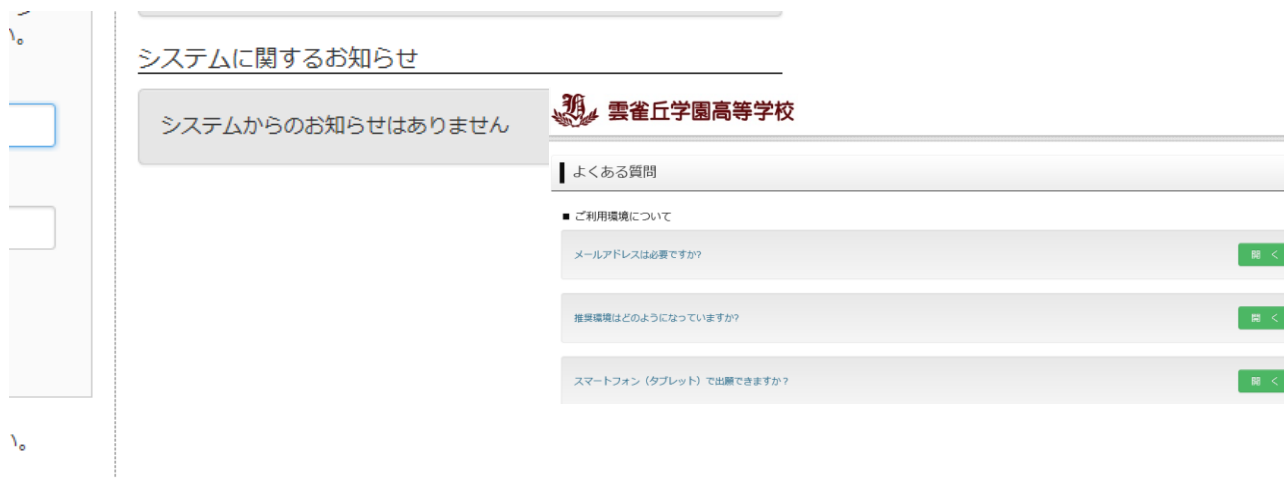 い。
システムに関するお知らせ
システムからのお知らせはありません
雲雀丘学園高等学校
よくある質問
■ ご利用環境について
メールアドレスは必要ですか?
開 く
推奨環境はどのようになっていますか?
開 く
スマートフォン（タブレット）で出願できますか？
開 く
い。